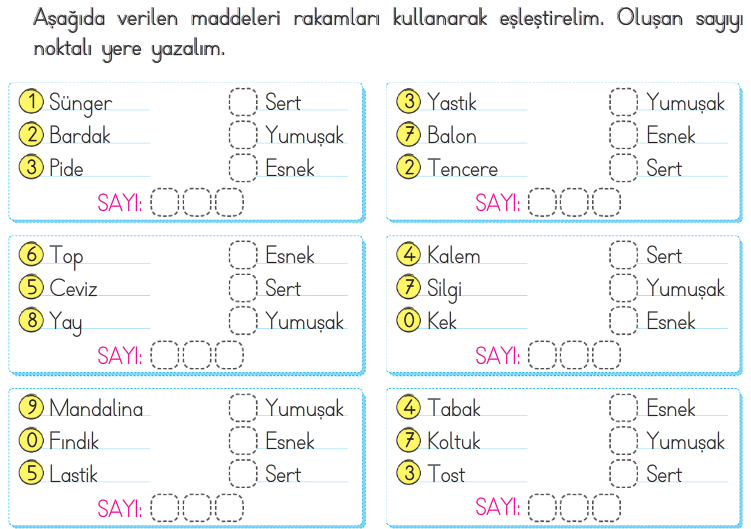 Aşağıda verilen maddeleri rakamları kullanarak eşleştirelim. Oluşan sayıyı
noktalı yere yazalım.
1 Sünger Sert
2 Bardak Yumuşak
3 Pide Esnek
SAYI:
3 Yastık Yumuşak
7 Balon Esnek
2 Tencere Sert
SAYI:
6 Top Esnek
5 Ceviz Sert
8 Yay Yumuşak
SAYI:
4 Kalem Sert
7 Silgi Yumuşak
0 Kek Esnek
SAYI:
9 Mandalina Yumuşak
0 Fındık Esnek
5 Lastik Sert
SAYI:
4 Tabak Esnek
7 Koltuk Yumuşak
3 Tost Sert
SAYI: